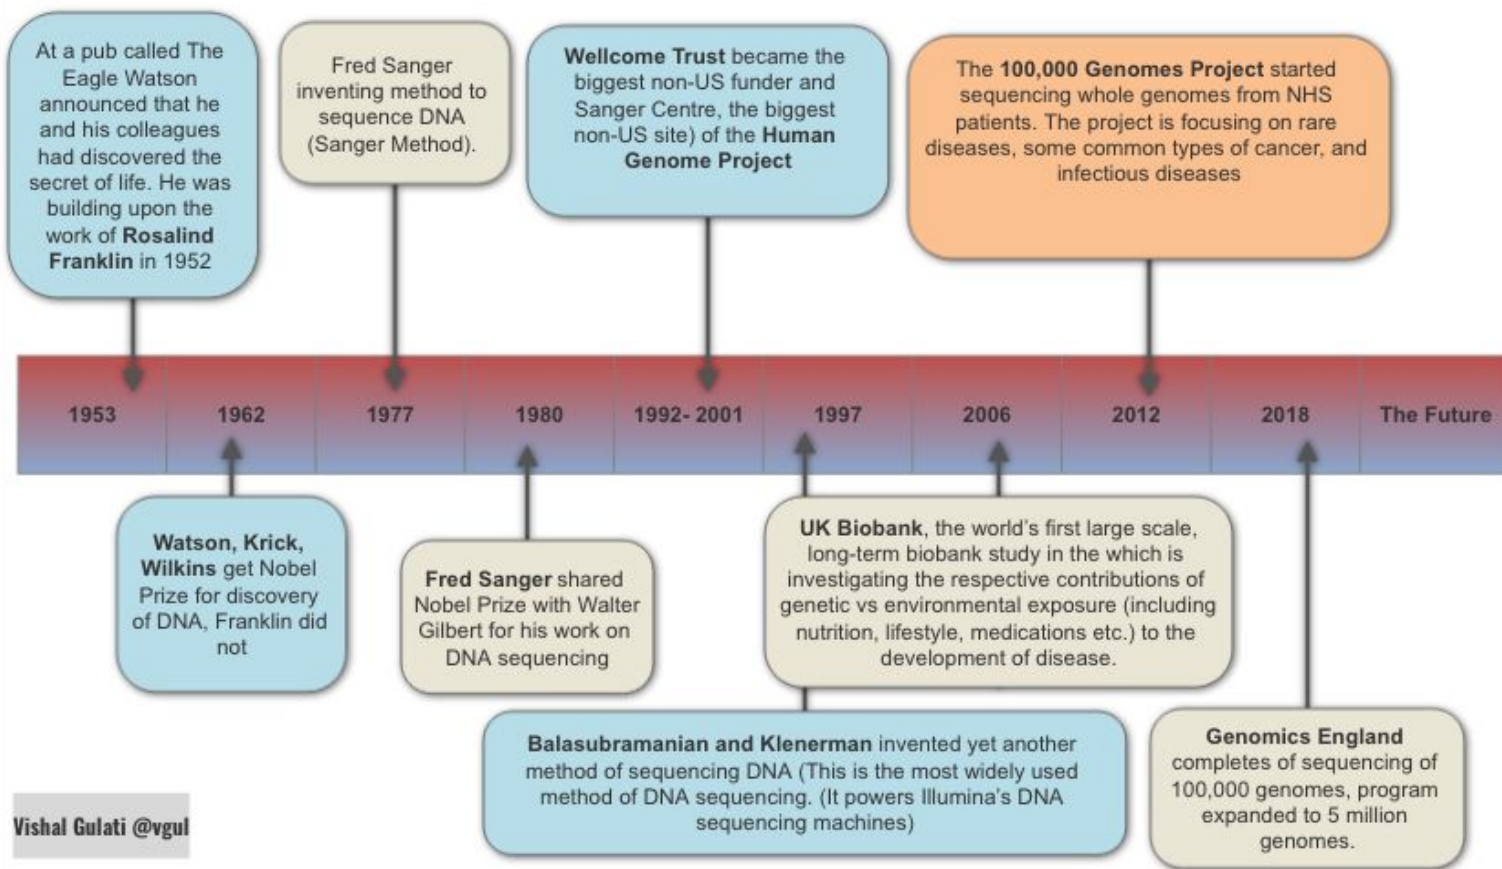 At a pub called The
Eagle Watson
announced that he
and his colleagues
had discovered the
secret of life. He was
building upon the
work of Rosalind
Franklin in 1952
Fred Sanger
inventing method to
sequence DNA
(Sanger Method).
Wellcome Trust became the
biggest non-US funder and
Sanger Centre, the biggest
non-US site) of the Human
Genome Project
The 100,000 Genomes Project started
sequencing whole genomes from NHS
patients. The project is focusing on rare
diseases, some common types of cancer, and
infectious diseases
1953
1962
1977
1980
1992- 2001
1997
2006
2012
2018
The Future
Watson, Krick,
Wilkins get Nobel
Prize for discovery
of DNA, Franklin did
not
Fred Sanger shared
Nobel Prize with Walter
Gilbert for his work on
DNA sequencing
UK Biobank, the world's first large scale,
long-term biobank study in the which is
investigating the respective contributions of
genetic vs environmental exposure (including
nutrition, lifestyle, medications etc.) to the
development of disease.
Balasubramanian and Klenerman invented yet another
method of sequencing DNA (This is the most widely used
method of DNA sequencing. (It powers Illumina's DNA
sequencing machines)
Genomics England
completes of sequencing of
100,000 genomes, program
expanded to 5 million
genomes.
Vishal Gulati @vgul